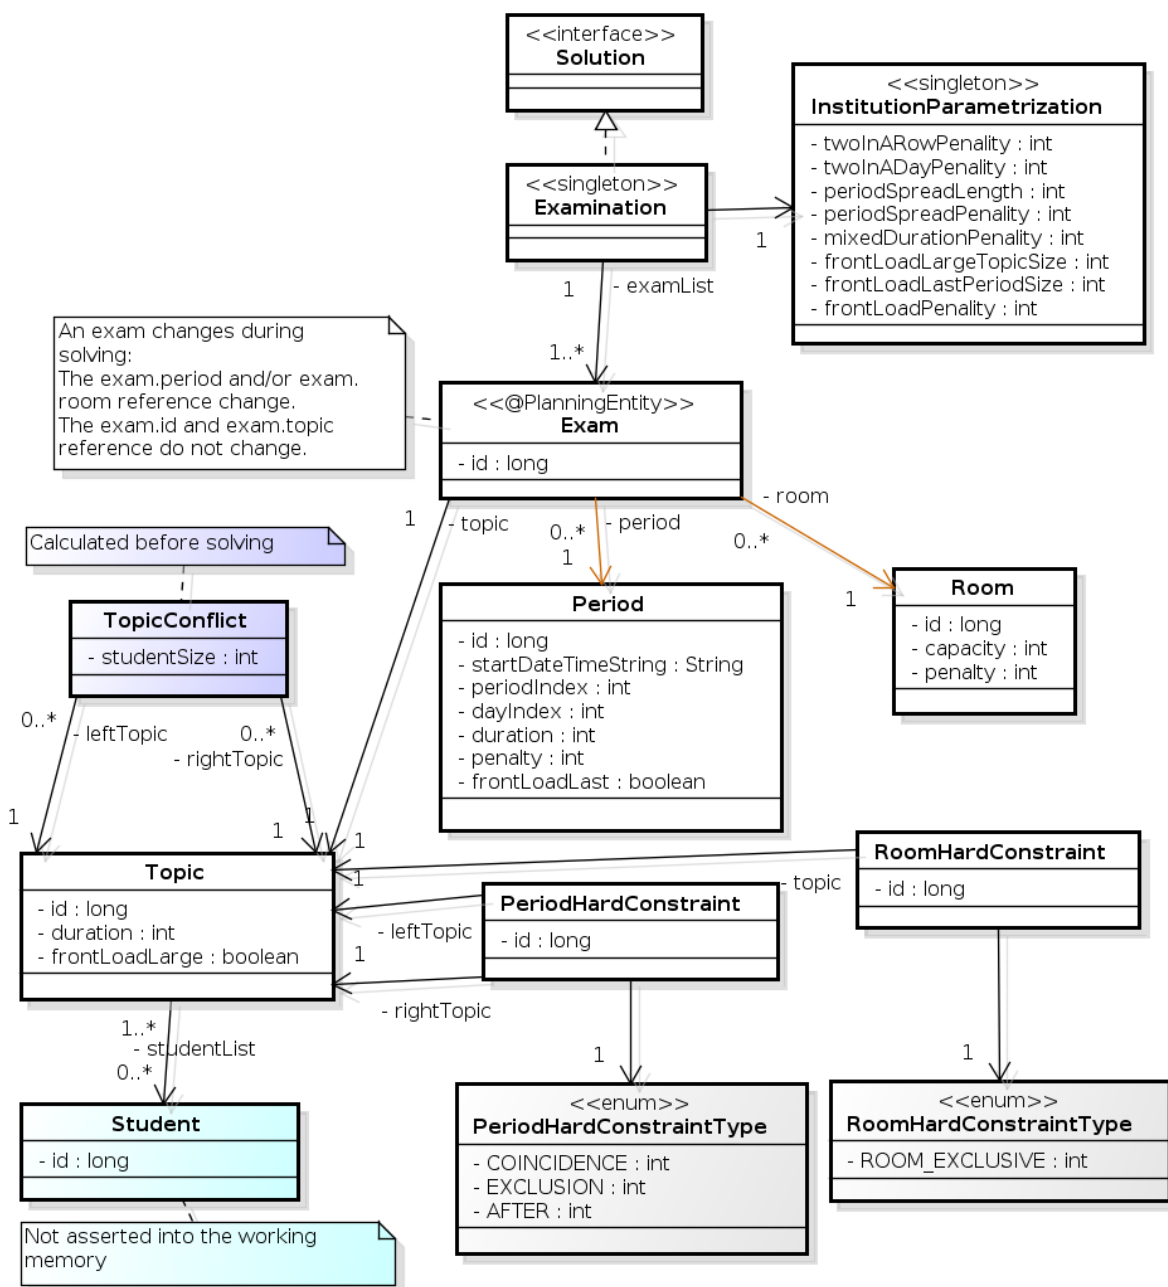 <<interface>>
Solution
<<singleton>>
InstitutionParametrization
- twoInARowPenality : int
- twoInADayPenality : int
- periodSpreadLength : int
- periodSpreadPenality : int
- mixedDurationPenality : int
- frontLoadLargeTopicSize : int
- frontLoadLastPeriodSize : int
- frontLoadPenality : int
<<singleton>>
Examination
1
1
- examList
1..*
An exam changes during
solving:
The exam.period and/or exam.
room reference change.
The exam.id and exam.topic
reference do not change.
<<@PlanningEntity>>
Exam
- id : long
1
- topic
0..*
- period
1
- room
0..*
1
Calculated before solving
TopicConflict
- studentSize : int
0..*
- leftTopic
0..*
- rightTopic
1
1
1
Period
- id : long
- startDateTimeString : String
- periodIndex : int
- dayIndex : int
- duration : int
- penalty : int
- frontLoadLast : boolean
Room
- id : long
- capacity : int
- penalty : int
Topic
- id : long
- duration : int
- frontLoadLarge : boolean
1
1
- leftTopic
1
- rightTopic
- topic
PeriodHardConstraint
- id : long
RoomHardConstraint
- id : long
1..*
- studentList
0..*
1
1
Student
- id : long
Not asserted into the working
memory
<<enum>>
PeriodHardConstraintType
- COINCIDENCE : int
- EXCLUSION : int
- AFTER : int
<<enum>>
RoomHardConstraintType
- ROOM_EXCLUSIVE : int